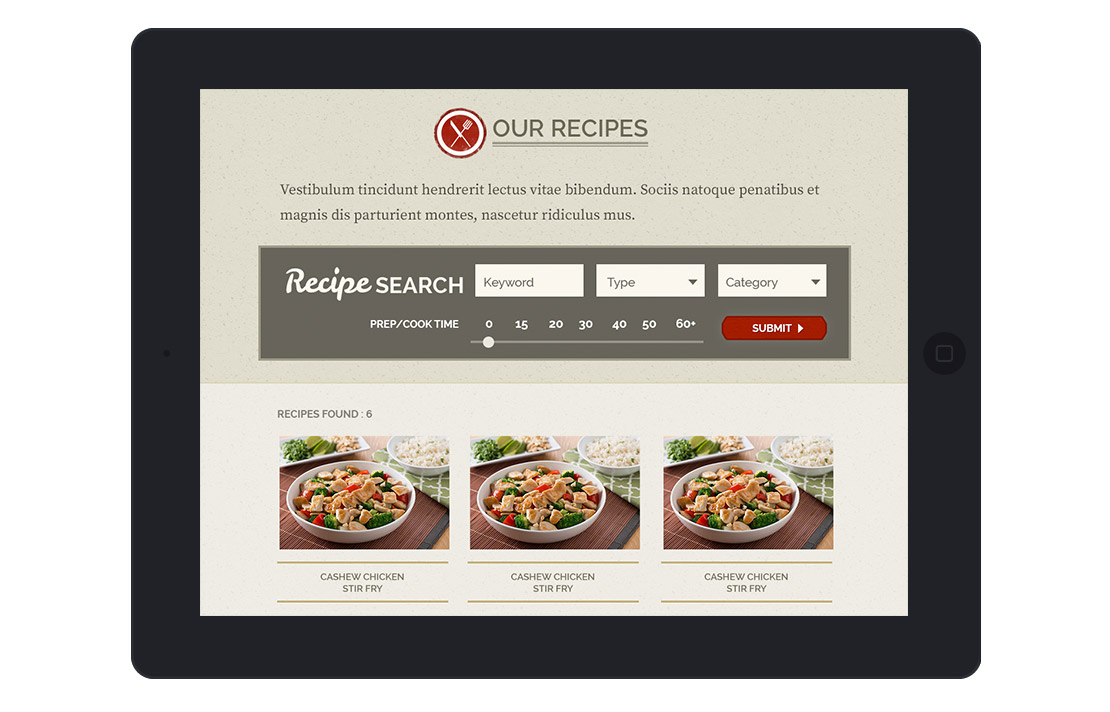 OUR RECIPES
Vestibulum tincidunt hendrerit lectus vitae bibendum. Sociis natoque penatibus et
magnis dis parturient montes, nascetur ridiculus mus.
Recipe SEARCH Keyword Type Category
PREP/COOK TIME 0 15 20 30 40 50 60+ SUBMIT
RECIPES FOUND : 6
CASHEW CHICKEN CASHEW CHICKEN CASHEW CHICKEN
STIR FRY STIR FRY STIR FRY